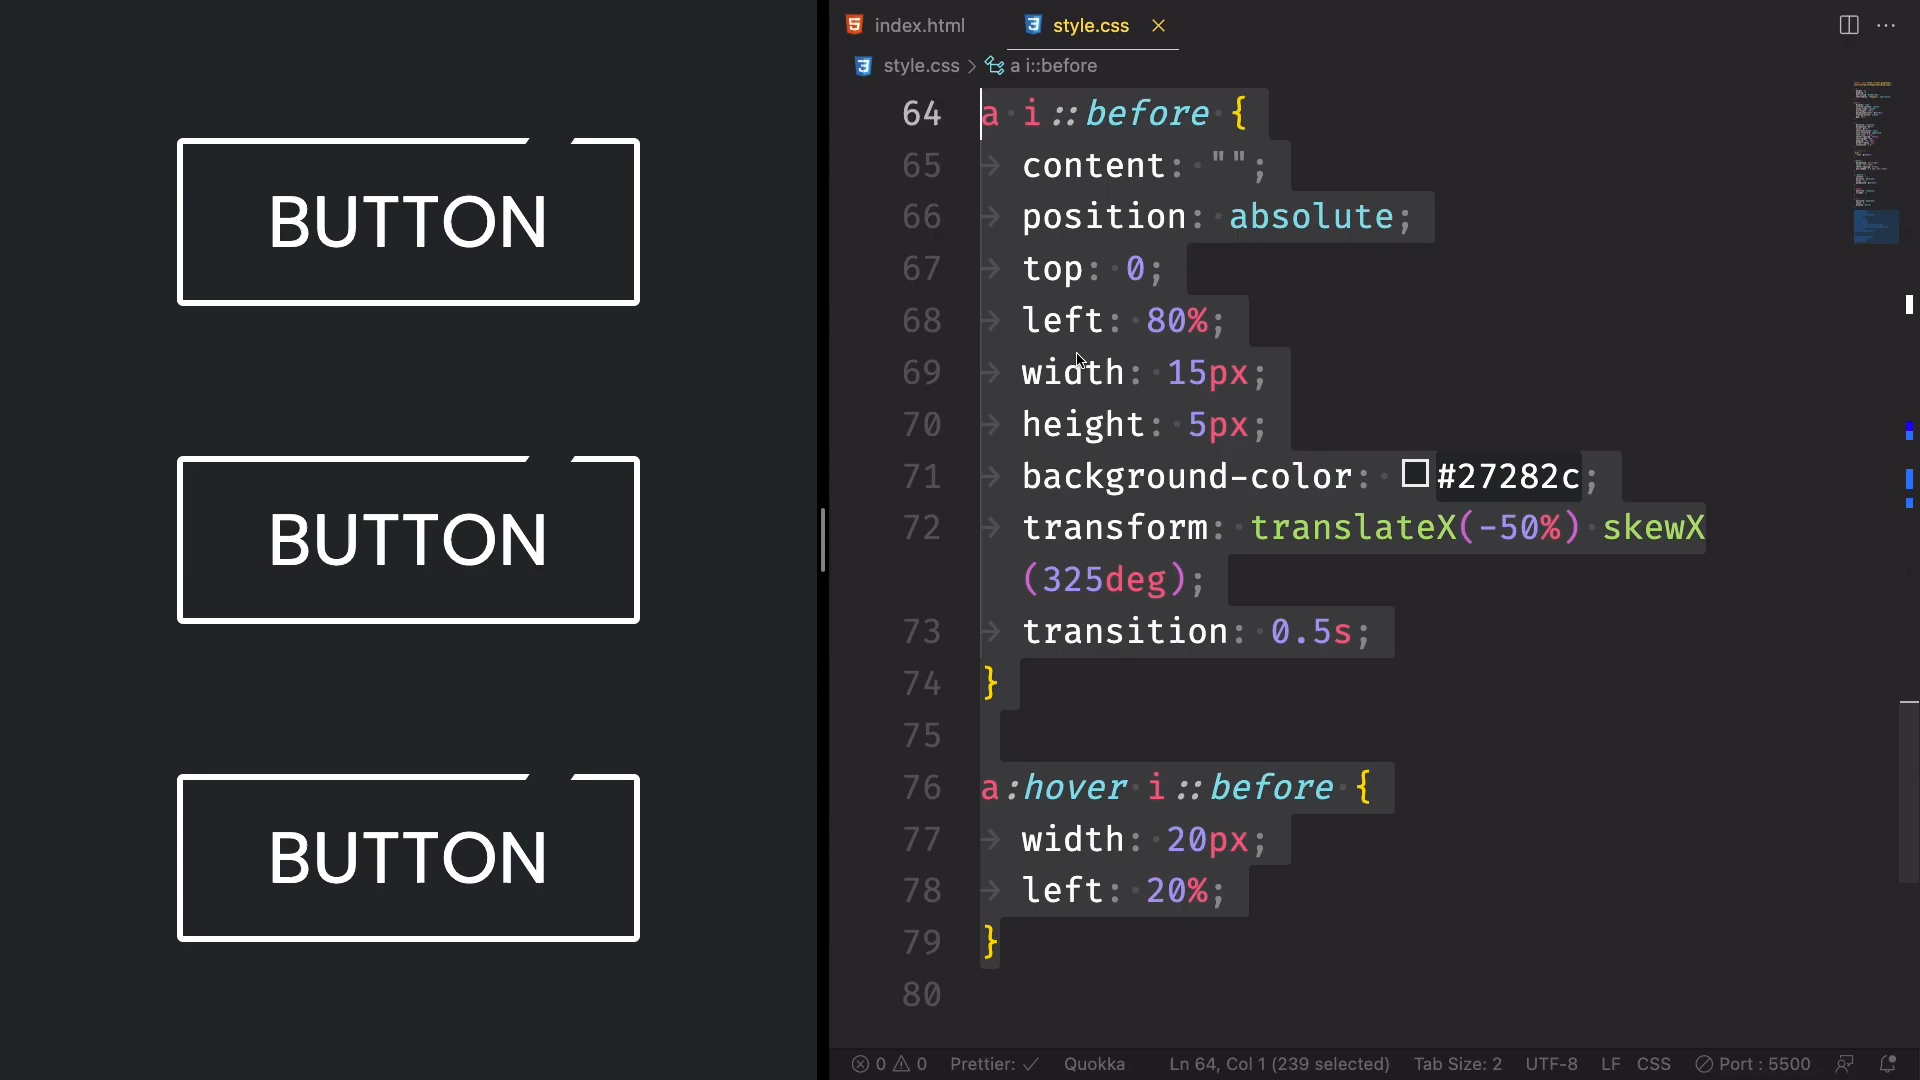 BUTTON
BUTTON
BUTTON
index.html
style.css
style.css > a i::before
64 a i::before {
65 content: "";
66 position: absolute;
67 top: 0;
68 left: 80%;
69 width: 15px;
70 height: 5px;
71 background-color: #27282c;
72 transform: translateX(-50%) skewX
(325deg);
73 transition: 0.5s;
74 }
75
76 a:hover i::before {
77 width: 20px;
78 left: 20%;
79 }
80
0 0 Prettier: ✓ Quokka Ln 64, Col 1 (239 selected) Tab Size: 2 UTF-8 LF CSS Port : 5500